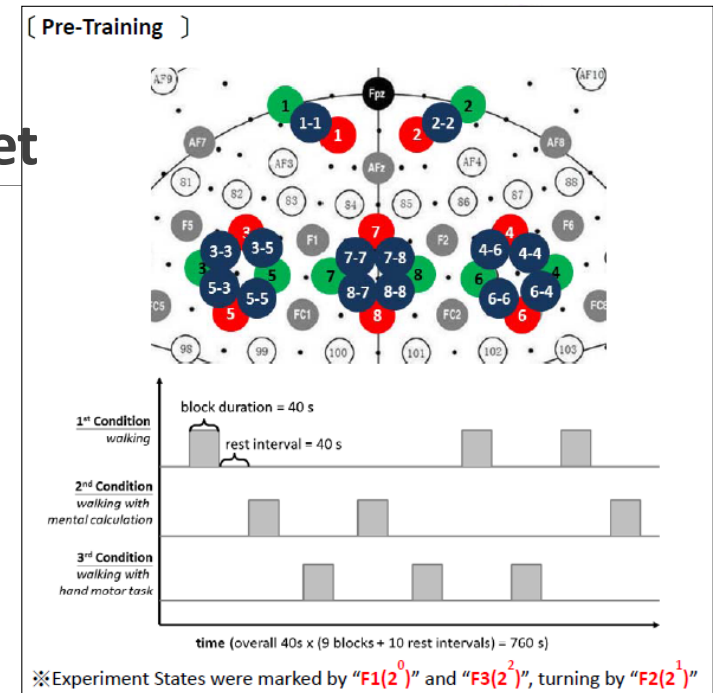 〔 Pre-Training 〕
et
AF9
AF10
Fpz
1
2
1-1
2-2
1
2
AF7
AF8
AF3
AFz
AF4
81
82
83
84
85
86
87
88
F5
3
F1
7
F2
4
F6
3-3
3-5
7-7
7-8
4-6
4-4
3
5
7
8
6
4
5-3
5-5
8-7
8-8
6-6
6-4
FC5
5
FC1
8
FC2
6
98
99
100
101
102
103
block duration = 40 s
1st Condition
walking
rest interval = 40 s
2nd Condition
walking with
mental calculation
3rd Condition
walking with
hand motor task
time (overall 40s x (9 blocks + 10 rest intervals) = 760 s)
※Experiment States were marked by “F1(2^0)” and “F3(2^2)”, turning by “F2(2^1)”